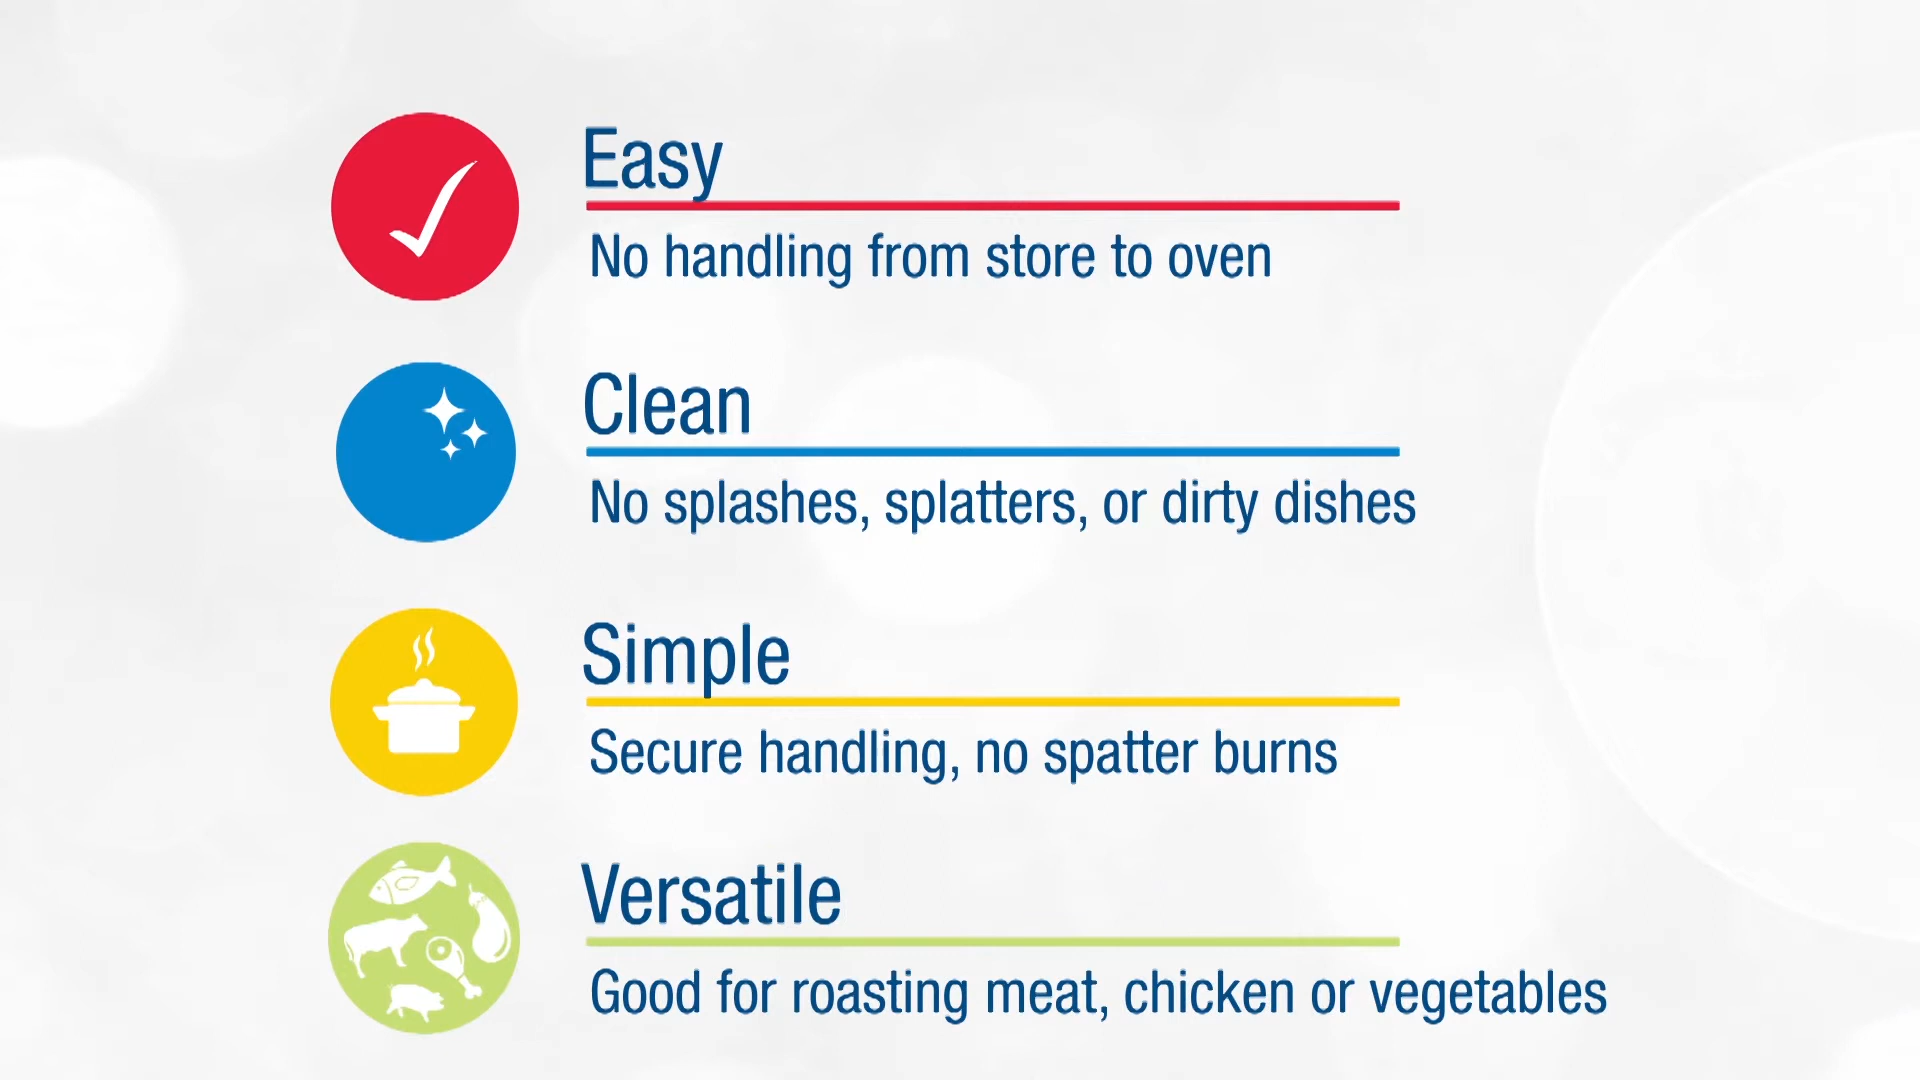 Easy
No handling from store to oven
Clean
No splashes, splatters, or dirty dishes
Simple
Secure handling, no spatter burns
Versatile
Good for roasting meat, chicken or vegetables